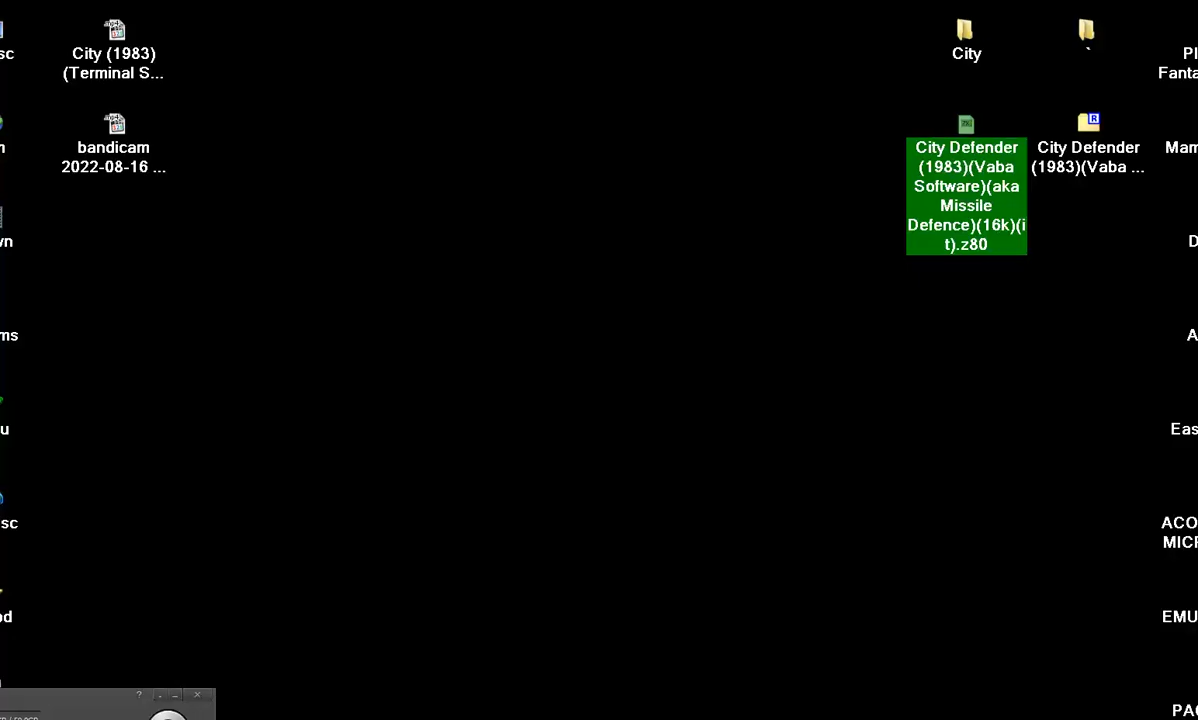 sc
City (1983)
(Terminal S...
City
`
Pl
Fanta
n
bandicam
2022-08-16 ...
City Defender
(1983)(Vaba
Software)(aka
Missile
Defence)(16k)(i
t).z80
City Defender
(1983)(Vaba ...
Mam
wn
D
ms
A
u
Eas
sc
ACO
MICR
od
EMU
PAC